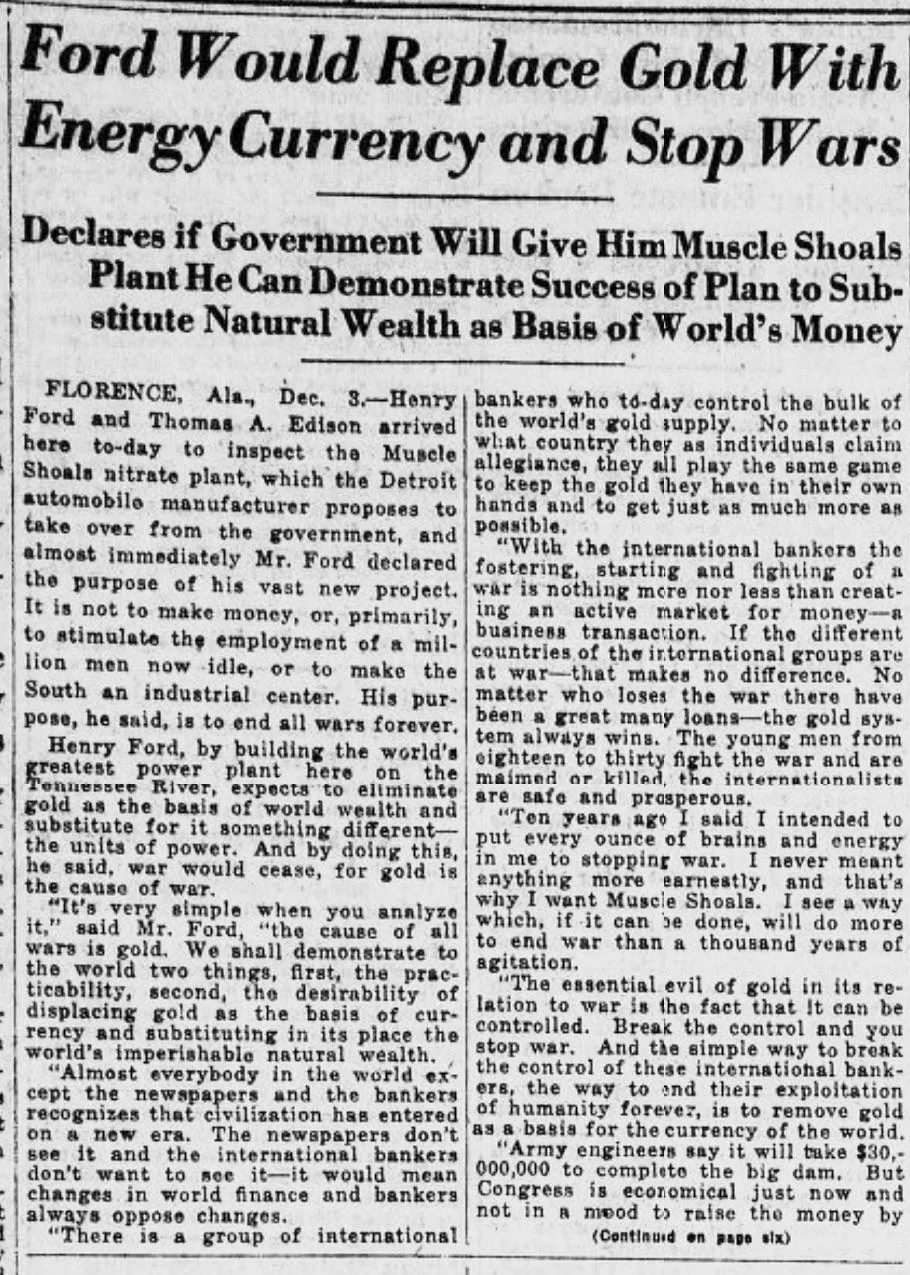 Ford Would Replace Gold With
Energy Currency and Stop Wars
Declares if Government Will Give Him Muscle Shoals
Plant He Can Demonstrate Success of Plan to Sub-
stitute Natural Wealth as Basis of World's Money
FLORENCE, Ala., Dec. 3.—Henry
Ford and Thomas A. Edison arrived
here to-day to inspect the Muscle
Shoals nitrate plant, which the Detroit
automobile manufacturer proposes to
take over from the government, and
almost immediately Mr. Ford declared
the purpose of his vast new project.
It is not to make money, or, primarily,
to stimulate the employment of a mil-
lion men now idle, or to make the
South an industrial center. His pur-
pose, he said, is to end all wars forever.
Henry Ford, by building the world's
greatest power plant here on the
Tennessee River, expects to eliminate
gold as the basis of world wealth and
substitute for it something different—
the units of power. And by doing this,
he said, war would cease, for gold is
the cause of war.
"It's very simple when you analyze
it," said Mr. Ford, "the cause of all
wars is gold. We shall demonstrate to
the world two things, first, the prac-
ticability, second, the desirability of
displacing gold as the basis of cur-
rency and substituting in its place the
world's imperishable natural wealth.
"Almost everybody in the world ex-
cept the newspapers and the bankers
recognizes that civilization has entered
on a new era. The newspapers don't
see it and the international bankers
don't want to see it—it would mean
changes in world finance and bankers
always oppose changes.
"There is a group of international
bankers who to-day control the bulk of
the world's gold supply. No matter to
what country they as individuals claim
allegiance, they all play the same game
to keep the gold they have in their own
hands and to get just as much more as
possible.
"With the international bankers the
fostering, starting and fighting of a
war is nothing more nor less than creat-
ing an active market for money—a
business transaction. If the different
countries of the international groups are
at war—that makes no difference. No
matter who loses the war there have
been a great many loans—the gold sys-
tem always wins. The young men from
eighteen to thirty fight the war and are
maimed or killed, the internationalists
are safe and prosperous.
"Ten years ago I said I intended to
put every ounce of brains and energy
in me to stopping war. I never meant
anything more earnestly, and that's
why I want Muscle Shoals. I see a way
which, if it can be done, will do more
to end war than a thousand years of
agitation.
"The essential evil of gold in its re-
lation to war is the fact that it can be
controlled. Break the control and you
stop war. And the simple way to break
the control of these international bank-
ers, the way to end their exploitation
of humanity forever, is to remove gold
as a basis for the currency of the world.
"Army engineers say it will take $30,-
000,000 to complete the big dam. But
Congress is economical just now and
not in a mood to raise the money by
(Continued on page six)